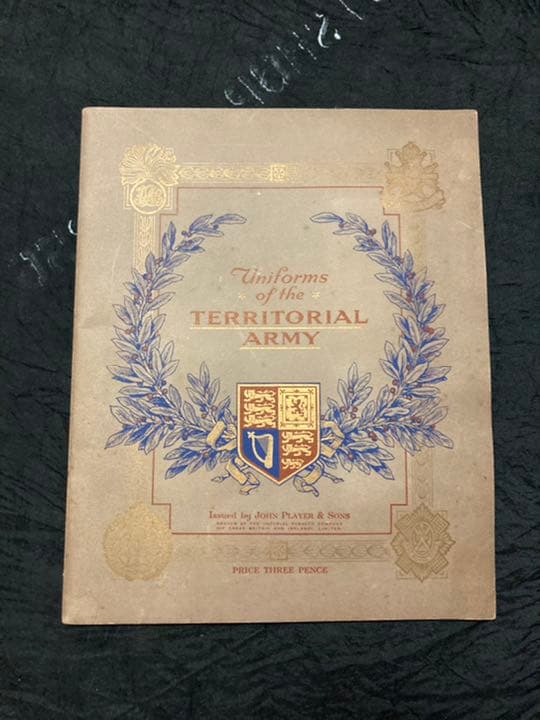 Uniforms
of the
TERRITORIAL
ARMY
Issued by JOHN PLAYER & SONS
BRANCH OF THE IMPERIAL TOBACCO COMPANY
(OF GREAT BRITAIN AND IRELAND), LIMITED
PRICE THREE PENCE